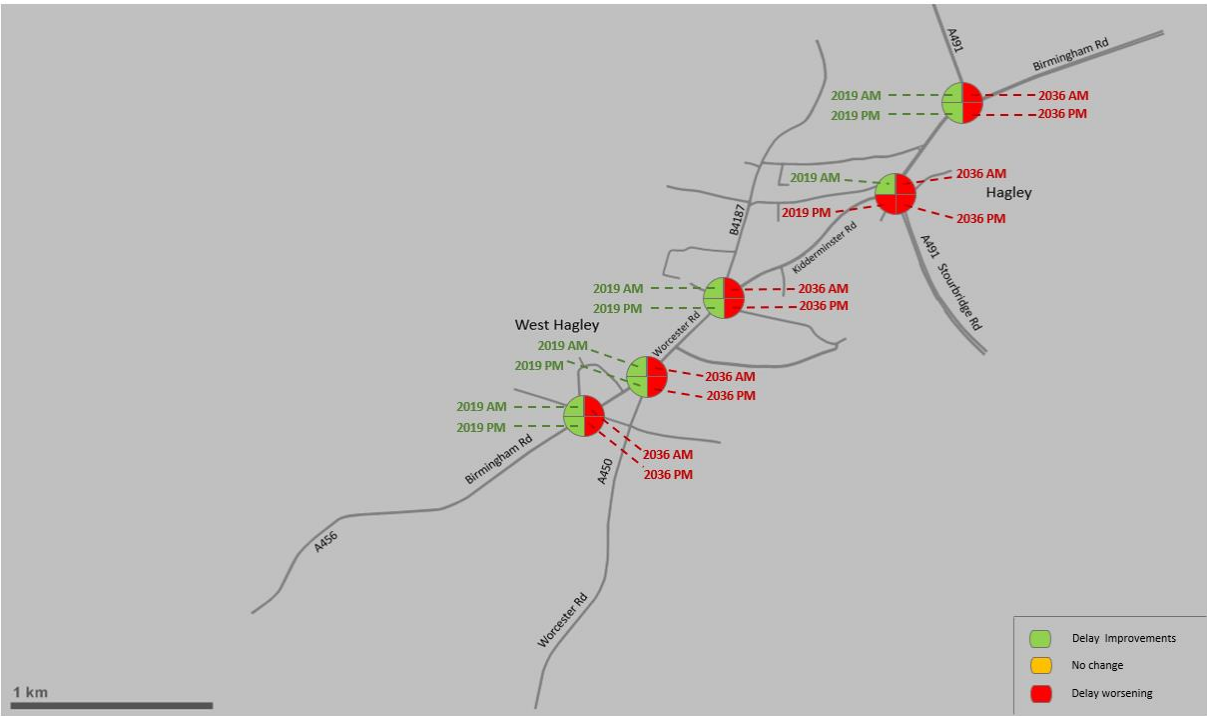 A491
Birmingham Rd
2019 AM
2036 AM
2019 PM
2036 PM
2019 AM
2036 AM
Hagley
2019 PM
2036 PM
B4187
Kidderminster Rd
A491 Stourbridge Rd
2019 AM
2036 AM
2019 PM
2036 PM
West Hagley
Worcester Rd
2019 AM
2019 PM
2036 AM
2036 PM
2019 AM
2019 PM
2036 AM
2036 PM
Birmingham Rd
A450
A456
Worcester Rd
Delay Improvements
No change
Delay worsening
1 km